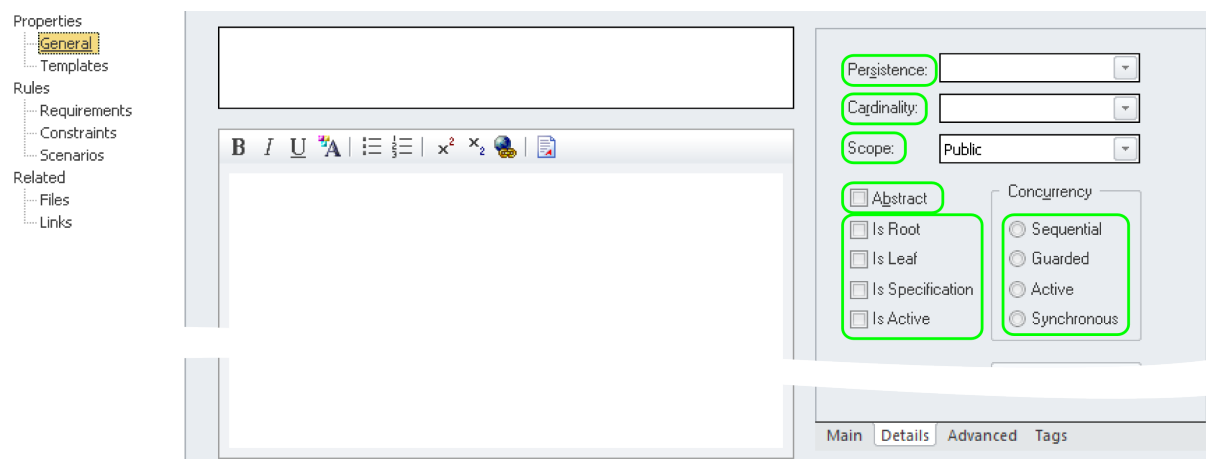 Properties
General
Templates
Rules
Requirements
Constraints
Scenarios
Related
Files
Links
B I U A x² x₂
Persistence:
Cardinality:
Scope: Public
Abstract
Is Root
Is Leaf
Is Specification
Is Active
Concurrency
Sequential
Guarded
Active
Synchronous
Main Details Advanced Tags